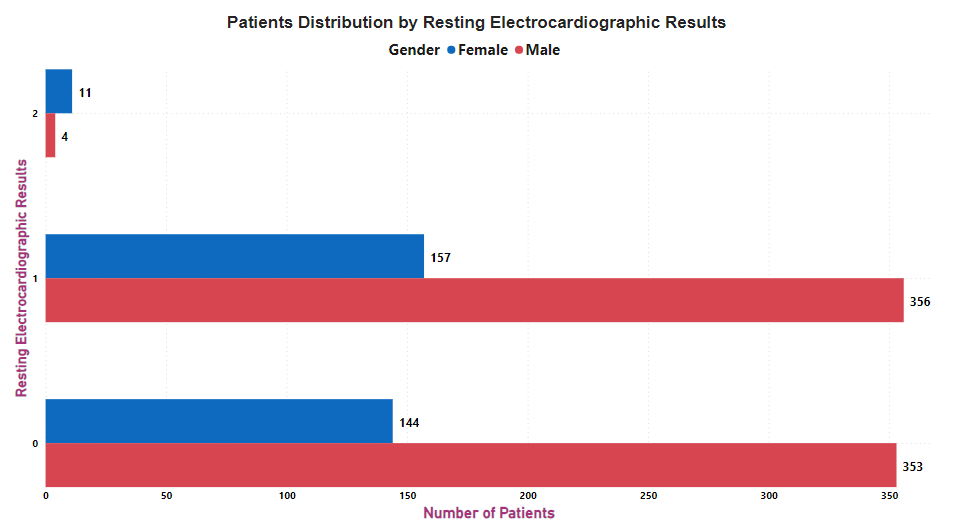 Patients Distribution by Resting Electrocardiographic Results
Gender Female Male
Resting Electrocardiographic Results
2
11
4
1
157
356
0
144
353
0 50 100 150 200 250 300 350
Number of Patients